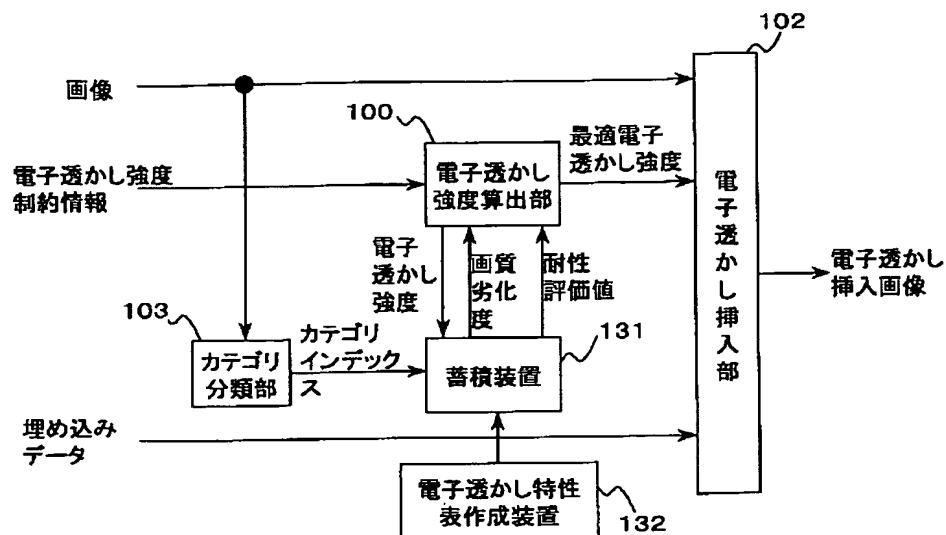 102
画像
100
電子透かし強度
制約情報
電子透かし
強度算出部
最適電子
透かし強度
電子
透かし
強度
画質
劣化
度
耐性
評価値
電子透かし挿入部
電子透かし
挿入画像
103
カテゴリ
分類部
カテゴリ
インデック
ス
131
蓄積装置
埋め込み
データ
電子透かし特性
表作成装置
132